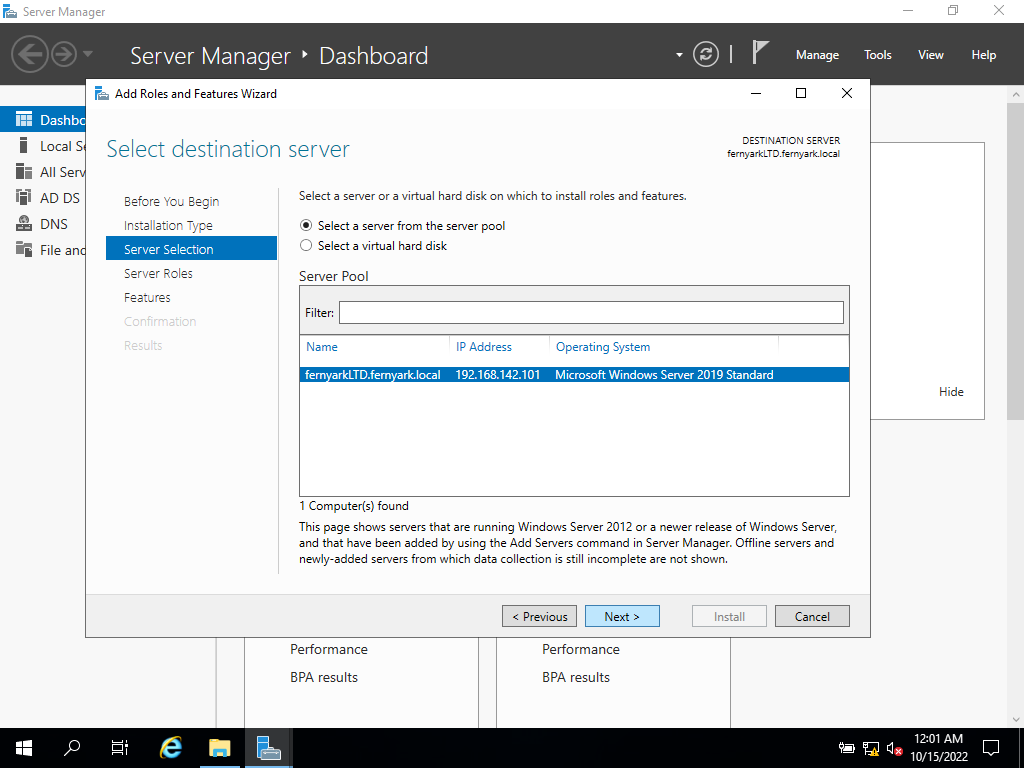 Server Manager
Server Manager ‣ Dashboard
Manage Tools View Help
Add Roles and Features Wizard
Dashbo
Local Se
All Serv
AD DS
DNS
File and
Select destination server
DESTINATION SERVER
fernyarkLTD.fernyark.local
Before You Begin
Installation Type
Server Selection
Server Roles
Features
Confirmation
Results
Select a server or a virtual hard disk on which to install roles and features.
Select a server from the server pool
Select a virtual hard disk
Server Pool
Filter:
Name IP Address Operating System
fernyarkLTD.fernyark.local 192.168.142.101 Microsoft Windows Server 2019 Standard
1 Computer(s) found
This page shows servers that are running Windows Server 2012 or a newer release of Windows Server,
and that have been added by using the Add Servers command in Server Manager. Offline servers and
newly-added servers from which data collection is still incomplete are not shown.
< Previous Next > Install Cancel
Hide
Performance Performance
BPA results BPA results
12:01 AM
10/15/2022